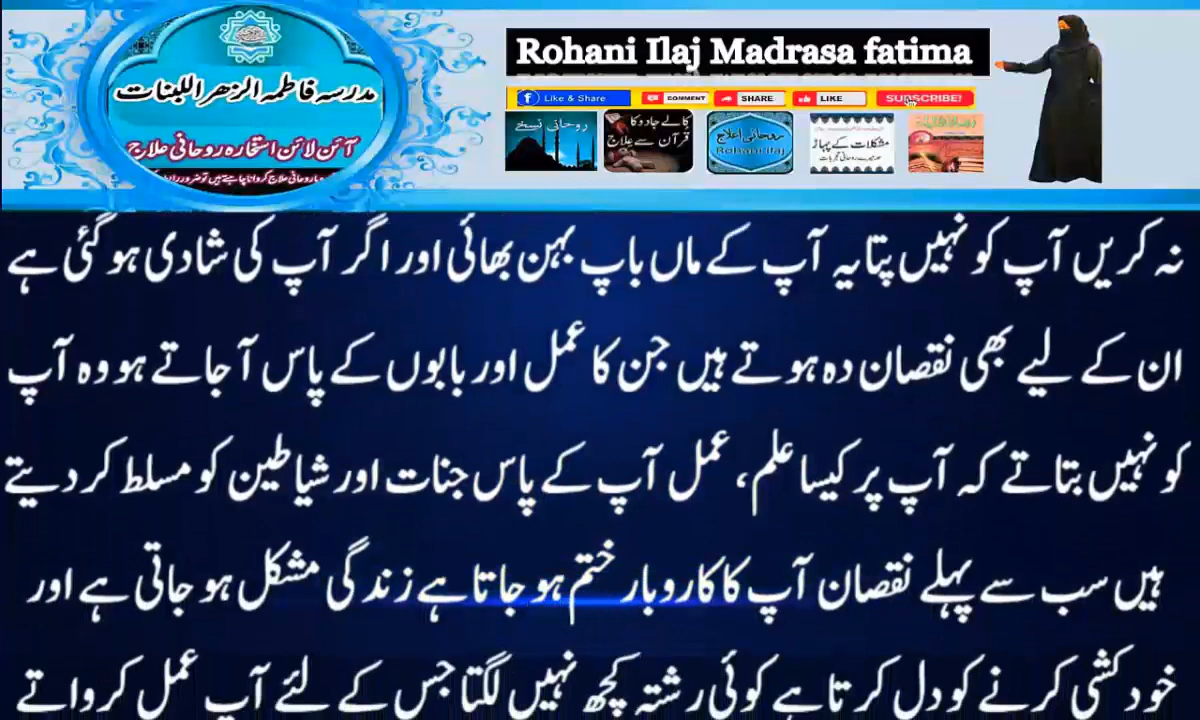 مدرسہ فاطمہ الزھرا للبنات
آئن لائن استخارہ روحانی علاج
Rohani Ilaj Madrasa fatima
Like & Share
COMMENT
SHARE
LIKE
SUBSCRIBE!
روحانی نسخے
کالے جادو کا
قرآن سے علاج
روحانی اعلاج
Rohani ilaj
مشکلات کے پہاڑ
نہ کریں آپ کو نہیں پتا یہ آپ کے ماں باپ بہن بھائی اور اگر آپ کی شادی ہو گئی ہے
ان کے لیے بھی نقصان دہ ہوتے ہیں جن کا عمل اور بابوں کے پاس آ جاتے ہو وہ آپ
کو نہیں بتاتے کہ آپ پر کیسا علم، عمل آپ کے پاس جنات اور شیاطین کو مسلط کر دیتے
ہیں سب سے پہلے نقصان آپ کا کاروبار ختم ہو جاتا ہے زندگی مشکل ہو جاتی ہے اور
خودکشی کرنے کو دل کرتا ہے کوئی رشتہ کچھ نہیں لگتا جس کے لئے آپ عمل کرواتے